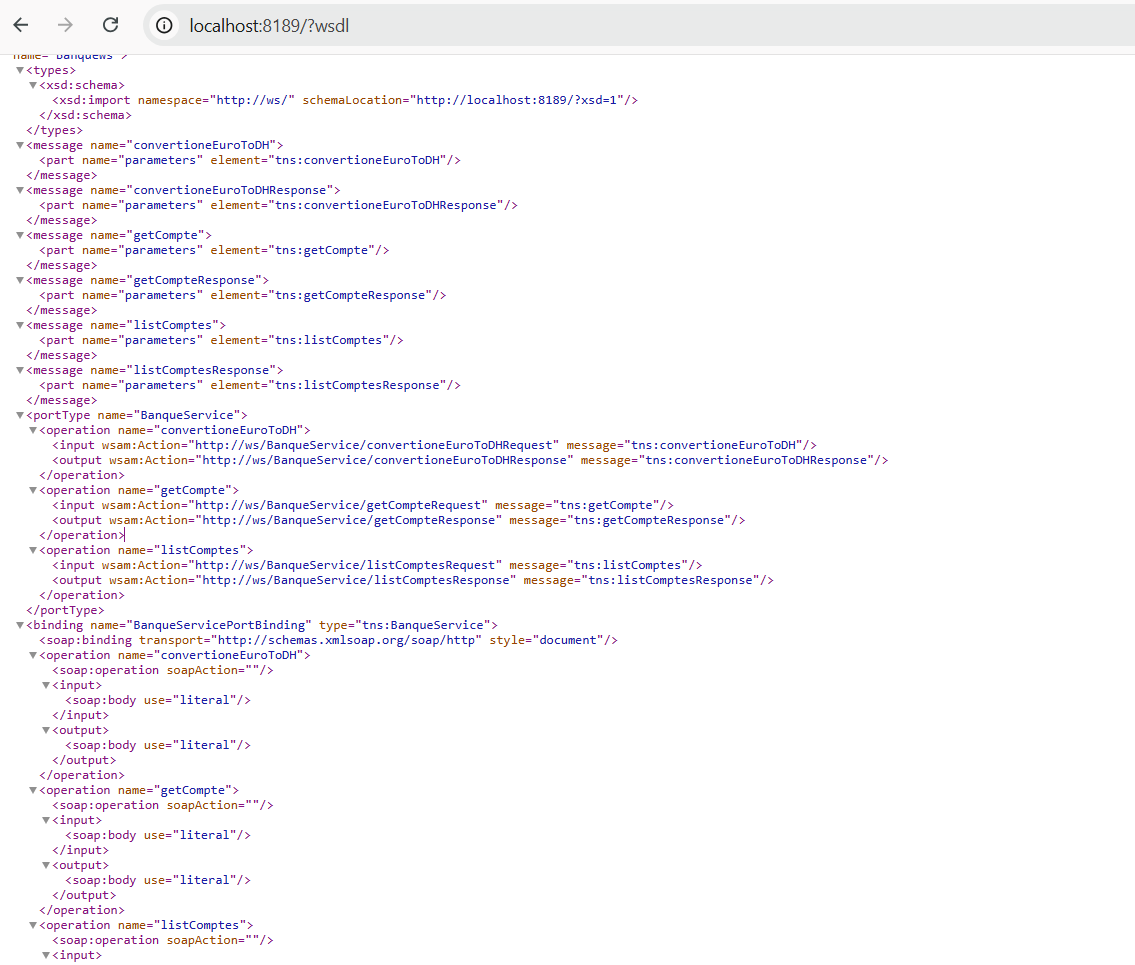 localhost:8189/?wsdl
name="Banquews">
<types>
<xsd:schema>
<xsd:import namespace="http://ws/" schemaLocation="http://localhost:8189/?xsd=1"/>
</xsd:schema>
</types>
<message name="convertioneEuroToDH">
<part name="parameters" element="tns:convertioneEuroToDH"/>
</message>
<message name="convertioneEuroToDHResponse">
<part name="parameters" element="tns:convertioneEuroToDHResponse"/>
</message>
<message name="getCompte">
<part name="parameters" element="tns:getCompte"/>
</message>
<message name="getCompteResponse">
<part name="parameters" element="tns:getCompteResponse"/>
</message>
<message name="listComptes">
<part name="parameters" element="tns:listComptes"/>
</message>
<message name="listComptesResponse">
<part name="parameters" element="tns:listComptesResponse"/>
</message>
<portType name="BanqueService">
<operation name="convertioneEuroToDH">
<input wsam:Action="http://ws/BanqueService/convertioneEuroToDHRequest" message="tns:convertioneEuroToDH"/>
<output wsam:Action="http://ws/BanqueService/convertioneEuroToDHResponse" message="tns:convertioneEuroToDHResponse"/>
</operation>
<operation name="getCompte">
<input wsam:Action="http://ws/BanqueService/getCompteRequest" message="tns:getCompte"/>
<output wsam:Action="http://ws/BanqueService/getCompteResponse" message="tns:getCompteResponse"/>
</operation>
<operation name="listComptes">
<input wsam:Action="http://ws/BanqueService/listComptesRequest" message="tns:listComptes"/>
<output wsam:Action="http://ws/BanqueService/listComptesResponse" message="tns:listComptesResponse"/>
</operation>
</portType>
<binding name="BanqueServicePortBinding" type="tns:BanqueService">
<soap:binding transport="http://schemas.xmlsoap.org/soap/http" style="document"/>
<operation name="convertioneEuroToDH">
<soap:operation soapAction=""/>
<input>
<soap:body use="literal"/>
</input>
<output>
<soap:body use="literal"/>
</output>
</operation>
<operation name="getCompte">
<soap:operation soapAction=""/>
<input>
<soap:body use="literal"/>
</input>
<output>
<soap:body use="literal"/>
</output>
</operation>
<operation name="listComptes">
<soap:operation soapAction=""/>
<input>